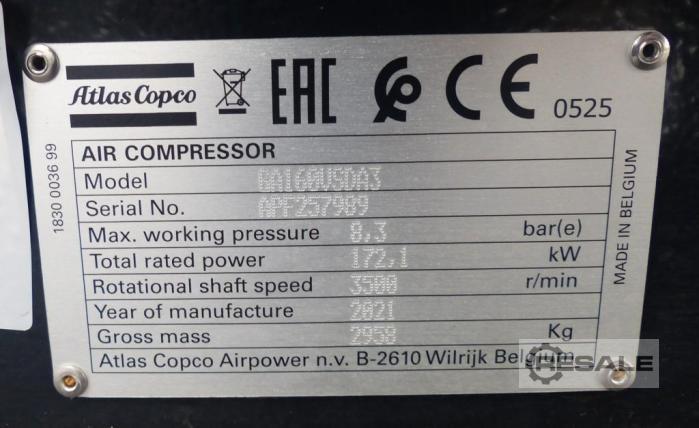 Atlas Copco EAC CE 0525
AIR COMPRESSOR
Model GA160VSDA3
Serial No. APF257989
Max. working pressure 8,3 bar(e)
Total rated power 172,1 kW
Rotational shaft speed 3500 r/min
Year of manufacture 2021
Gross mass 2958 Kg
Atlas Copco Airpower n.v. B-2610 Wilrijk Belgium
1830 0036 99
MADE IN BELGIUM
RESALE